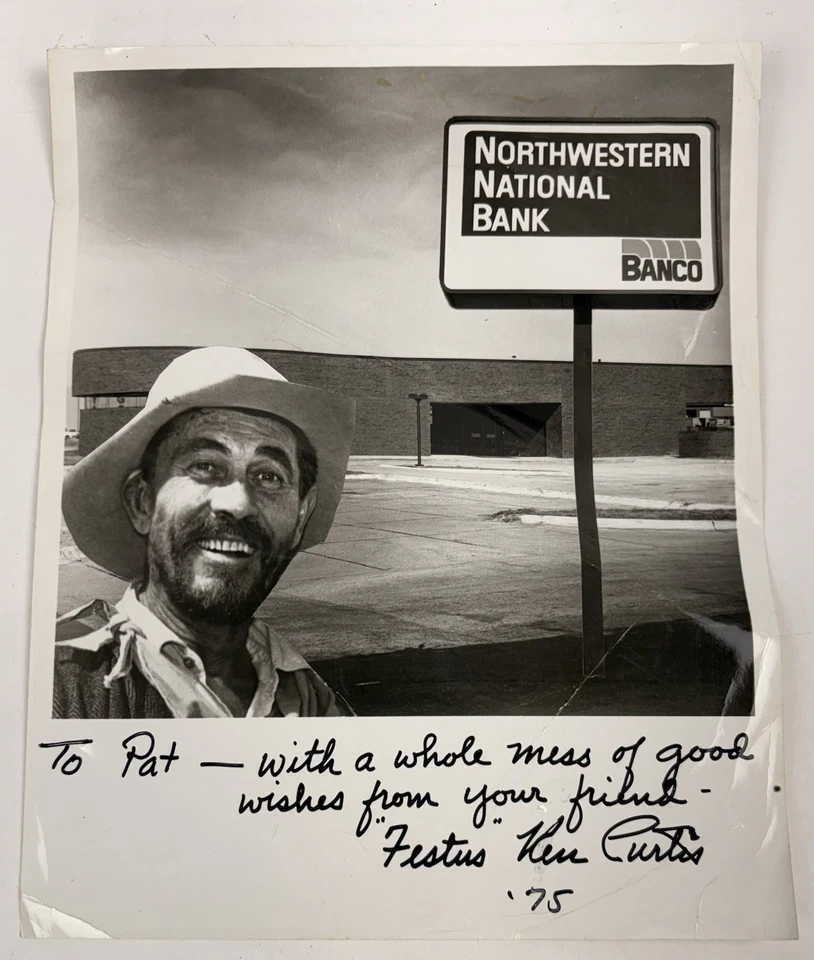 NORTHWESTERN
NATIONAL
BANK
BANCO
To Pat — with a whole mess of good
wishes from your friend -
"Festus" Ken Curtis
'75